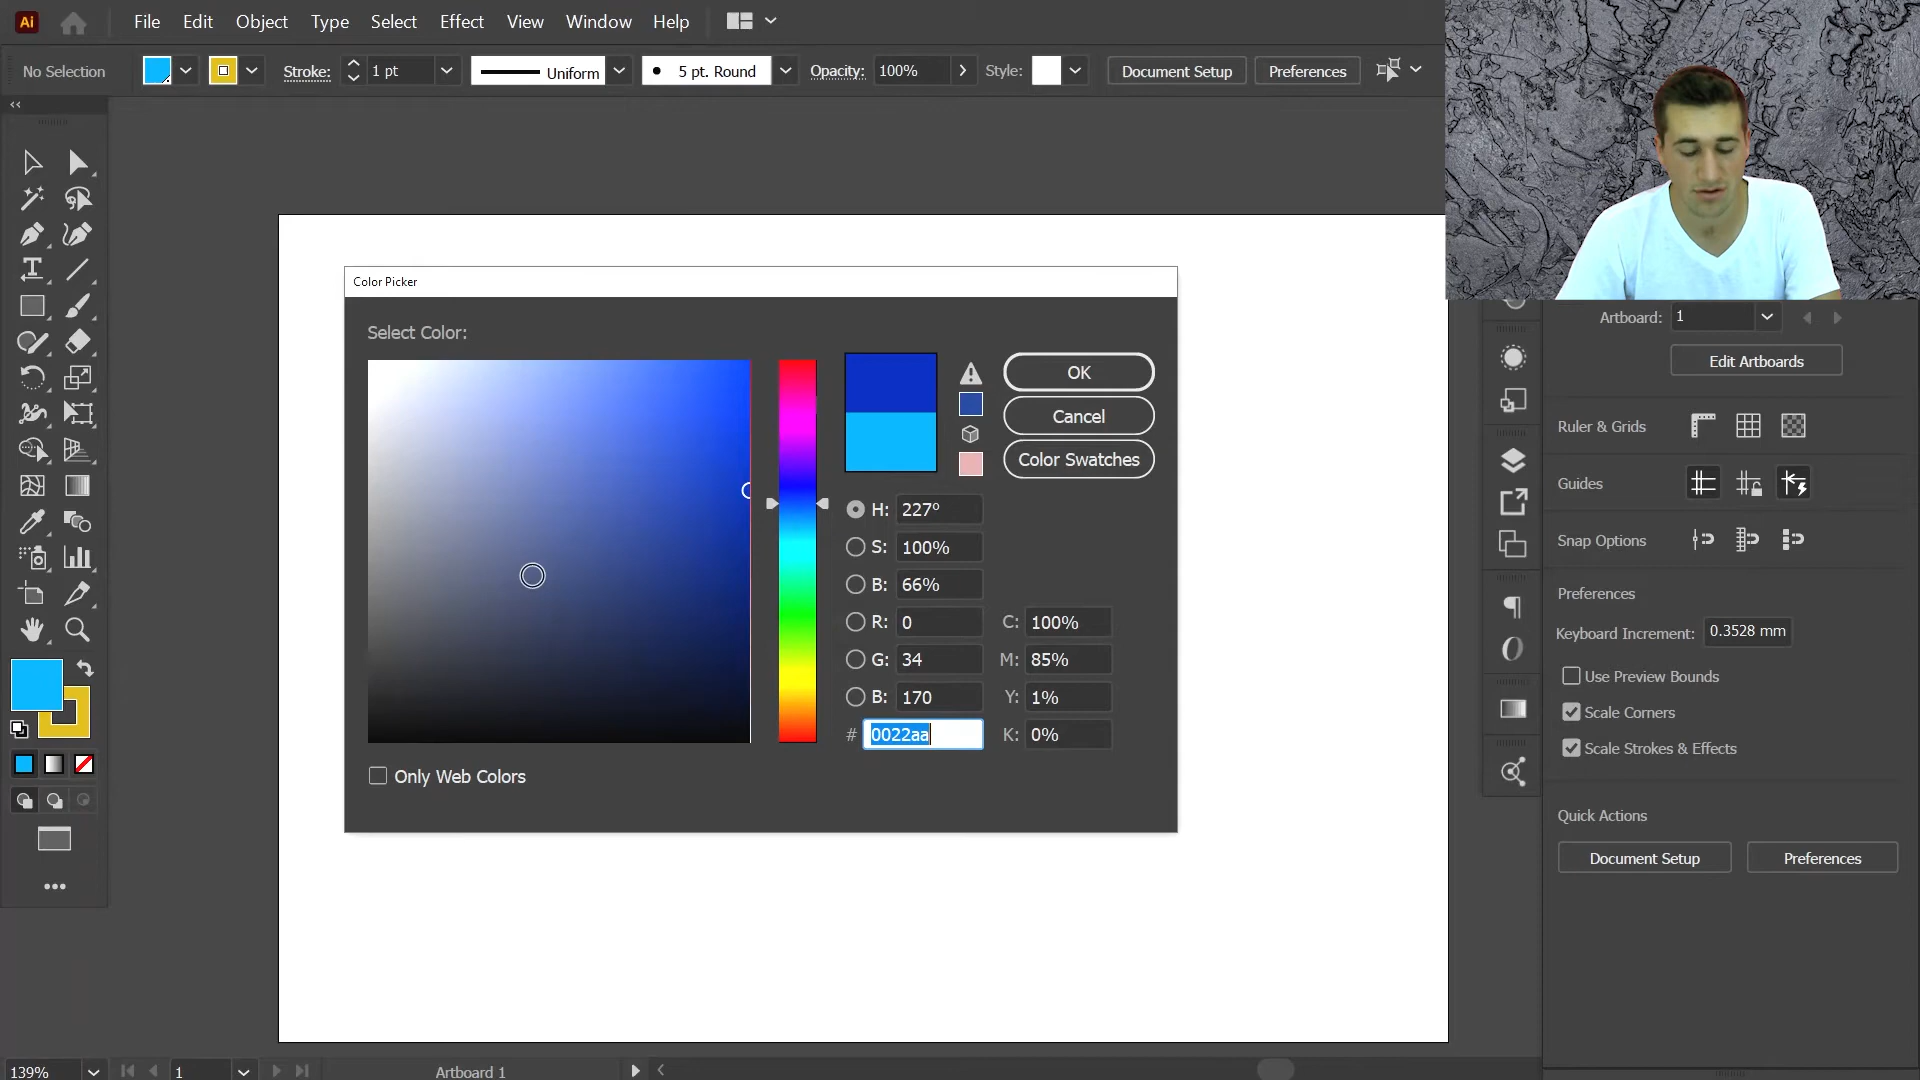 Ai File Edit Object Type Select Effect View Window Help
No Selection Stroke: 1 pt Uniform 5 pt. Round Opacity: 100% Style: Document Setup Preferences
Color Picker
Select Color:
OK
Cancel
Color Swatches
H: 227º
S: 100%
B: 66%
R: 0 C: 100%
G: 34 M: 85%
B: 170 Y: 1%
# 0022aa K: 0%
Only Web Colors
Artboard: 1
Edit Artboards
Ruler & Grids
Guides
Snap Options
Preferences
Keyboard Increment: 0.3528 mm
Use Preview Bounds
Scale Corners
Scale Strokes & Effects
Quick Actions
Document Setup Preferences
139% 1 Artboard 1